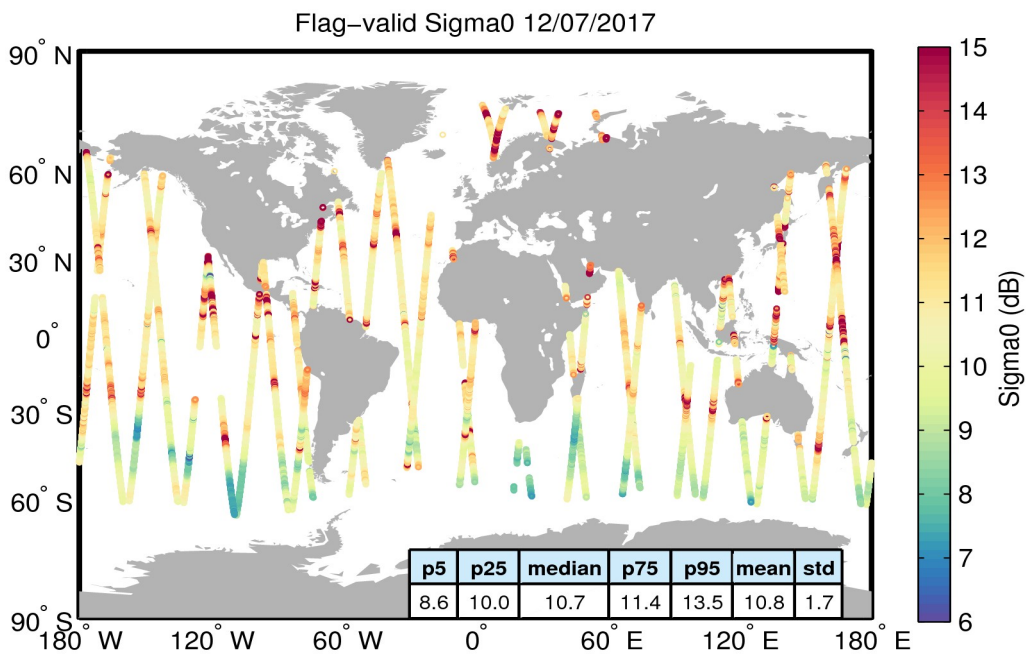 Flag–valid Sigma0 12/07/2017
90° N
60° N
30° N
0°
30° S
60° S
90° S
180° W
120° W
60° W
0°
60° E
120° E
180° E
p5 p25 median p75 p95 mean std
8.6 10.0 10.7 11.4 13.5 10.8 1.7
15
14
13
12
11
10
9
8
7
6
Sigma0 (dB)